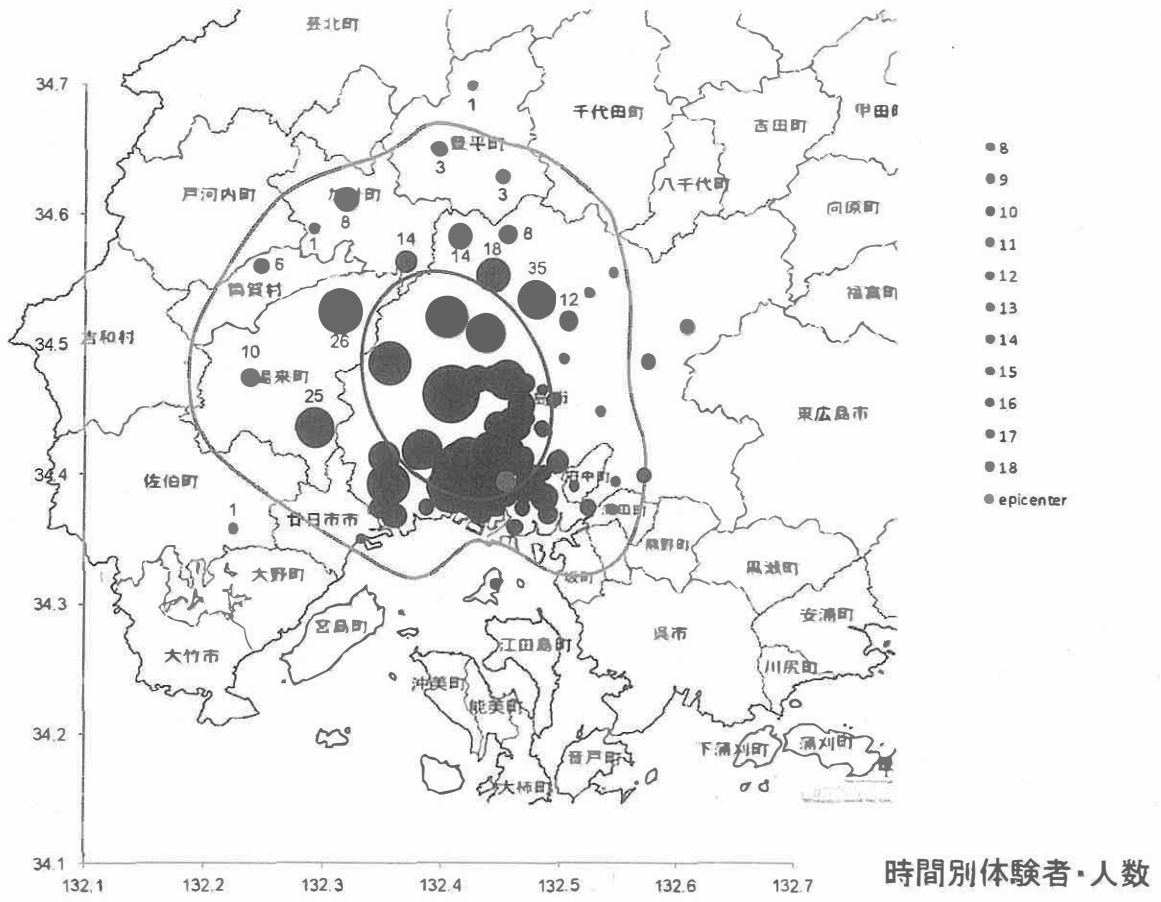 芸北町
34.7
1
千代田町
吉田町
甲田町
豊平町
3
3
八千代町
戸河内町
加計町
向原町
34.6
8
1
14
14
8
18
35
6
筒賀村
12
福富町
吉和村
34.5
26
10
湯来町
25
広島市
東広島市
34.4
佐伯町
府中町
海田町
1
廿日市市
熊野町
坂町
黒瀬町
大野町
34.3
宮島町
安浦町
呉市
江田島町
大竹市
川尻町
沖美町
能美町
34.2
音戸町
下蒲刈町
蒲刈町
大柿町
34.1
132.1
132.2
132.3
132.4
132.5
132.6
132.7
8
9
10
11
12
13
14
15
16
17
18
epicenter
時間別体験者・人数